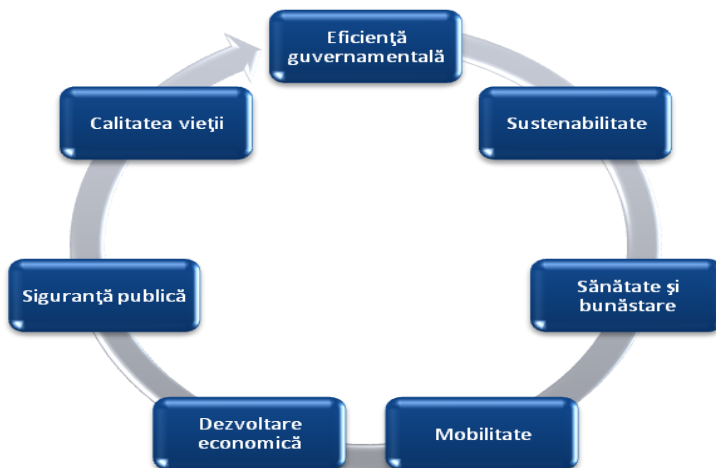 Eficienţă
guvernamentală
Sustenabilitate
Sănătate şi
bunăstare
Mobilitate
Dezvoltare
economică
Siguranţă publică
Calitatea vieţii